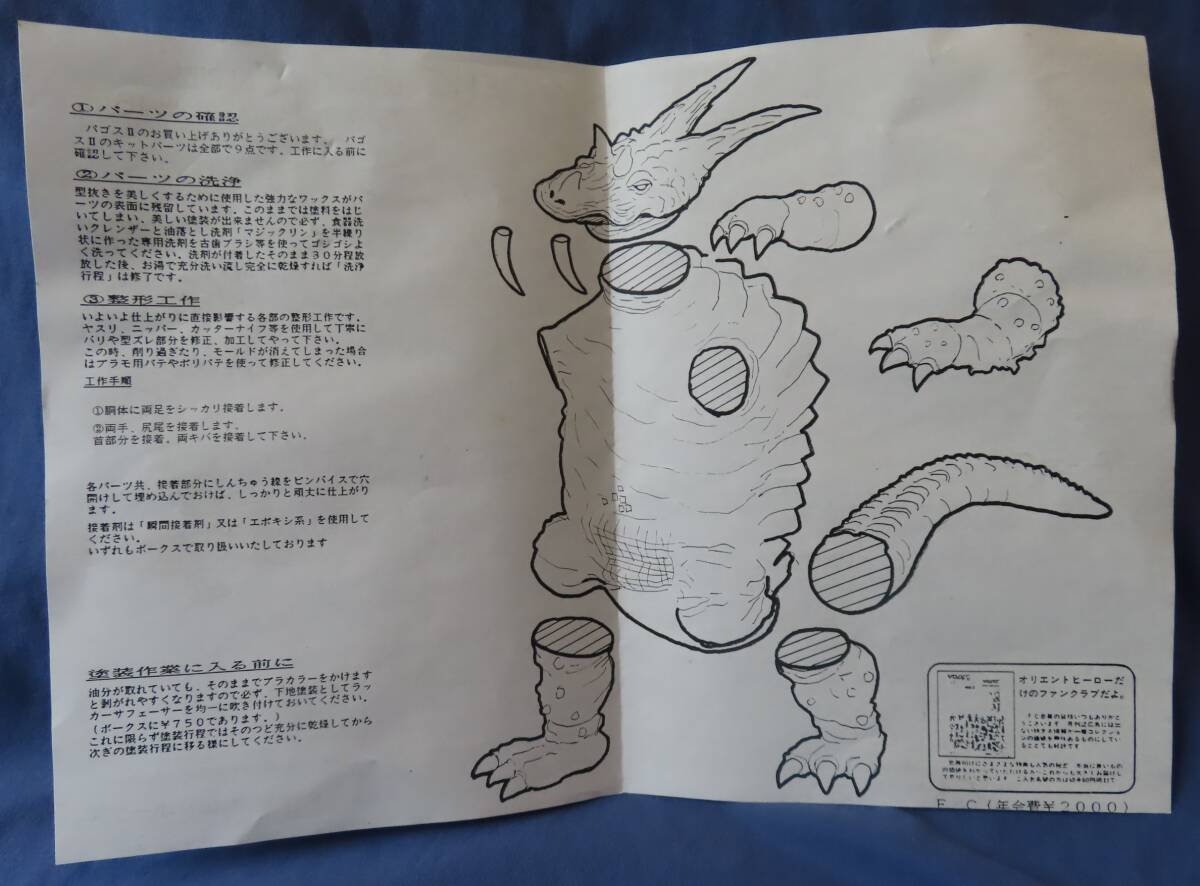 ①パーツの確認
パゴスⅡのお買い上げありがとうございます。 パゴ
スⅡのキットパーツは全部で9点です。工作に入る前に
確認して下さい。
②パーツの洗浄
型抜きを美しくするために使用した強力なワックスがパ
ーツの表面に残留しています。このままでは塗料をはじ
いてしまい、美しい塗装が出来ませんので必ず、食器洗
いクレンザーと油落とし洗剤「マジックリン」を半練り
状に作った専用洗剤を古歯ブラシ等を使ってゴシゴシよ
く洗ってください。洗剤が付着したそのまま30分程放
放した後、お湯で充分洗い流し完全に乾燥すれば「洗浄
行程」は修了です。
③整形工作
いよいよ仕上がりに直接影響する各部の整形工作です。
ヤスリ、ニッパー、カッターナイフ等を使用して丁寧に
バリや型ズレ部分を修正、加工してやって下さい。
この時、削り過ぎたり、モールドが消えてしまった場合
はプラモ用パテやポリパテを使って修正してください。
工作手順
①胴体に両足をシッカリ接着します。
②両手、尻尾を接着します。
首部分を接着。両キバを接着して下さい。
各パーツ共、接着部分にしんちゅう線をピンバイスで穴
開けして埋め込んでおけば、しっかりと頑丈に仕上がり
ます。
接着剤は「瞬間接着剤」又は「エポキシ系」を使用して
ください。
いずれもボークスで取り扱いいたしております
塗装作業に入る前に
油分が取れていても、そのままでプラカラーをかけます
と剥がれやすくなりますので必ず、下地塗装としてラッ
カーサフェーサーを均一に吹き付けておいてください。
(ボークスに¥750であります。)
これに限らず塗装行程ではそのつど充分に乾燥してから
次ぎの塗装行程に移る様にしてください。
オリエントヒーローだ
けのファンクラブだよ。
F．C(年会費¥2000)